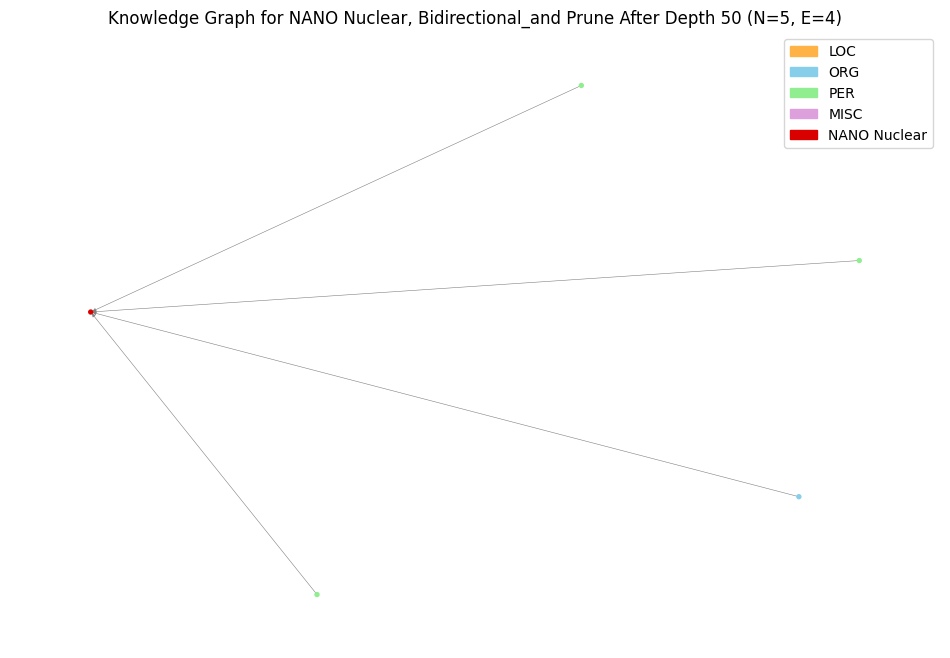 Knowledge Graph for NANO Nuclear, Bidirectional_and Prune After Depth 50 (N=5, E=4)
LOC
ORG
PER
MISC
NANO Nuclear